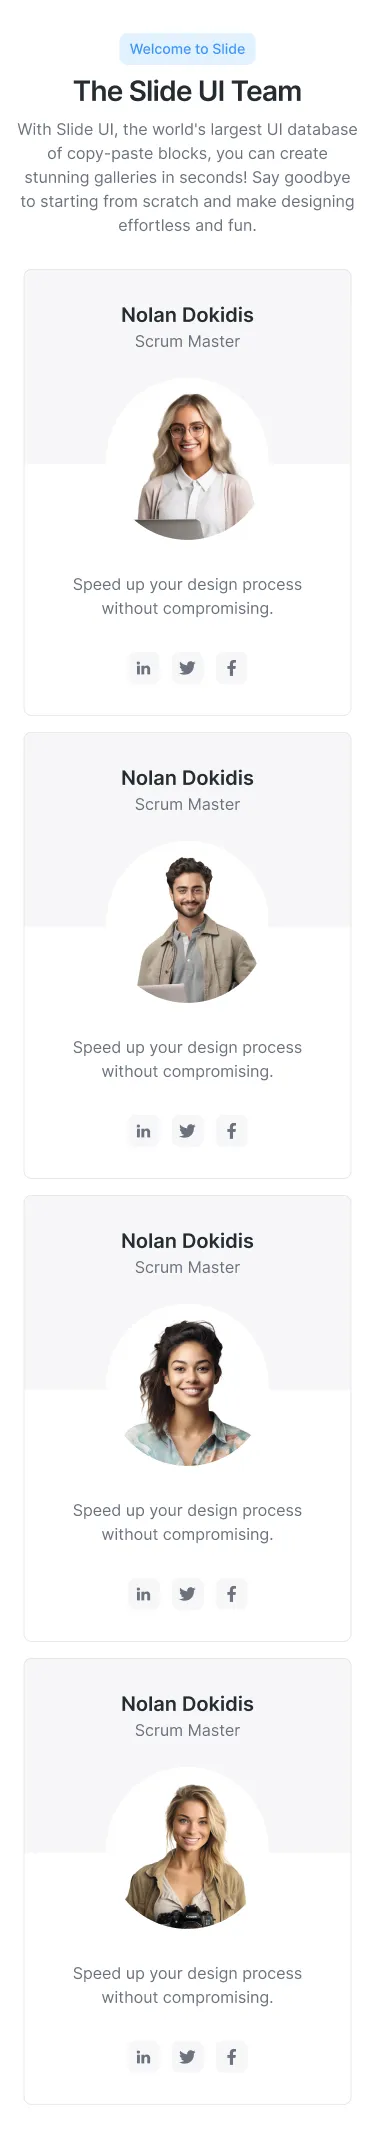 Welcome to Slide
The Slide UI Team
With Slide UI, the world's largest UI database
of copy-paste blocks, you can create
stunning galleries in seconds! Say goodbye
to starting from scratch and make designing
effortless and fun.
Nolan Dokidis
Scrum Master
Speed up your design process
without compromising.
in
f
Nolan Dokidis
Scrum Master
Speed up your design process
without compromising.
in
f
Nolan Dokidis
Scrum Master
Speed up your design process
without compromising.
in
f
Nolan Dokidis
Scrum Master
Speed up your design process
without compromising.
in
f